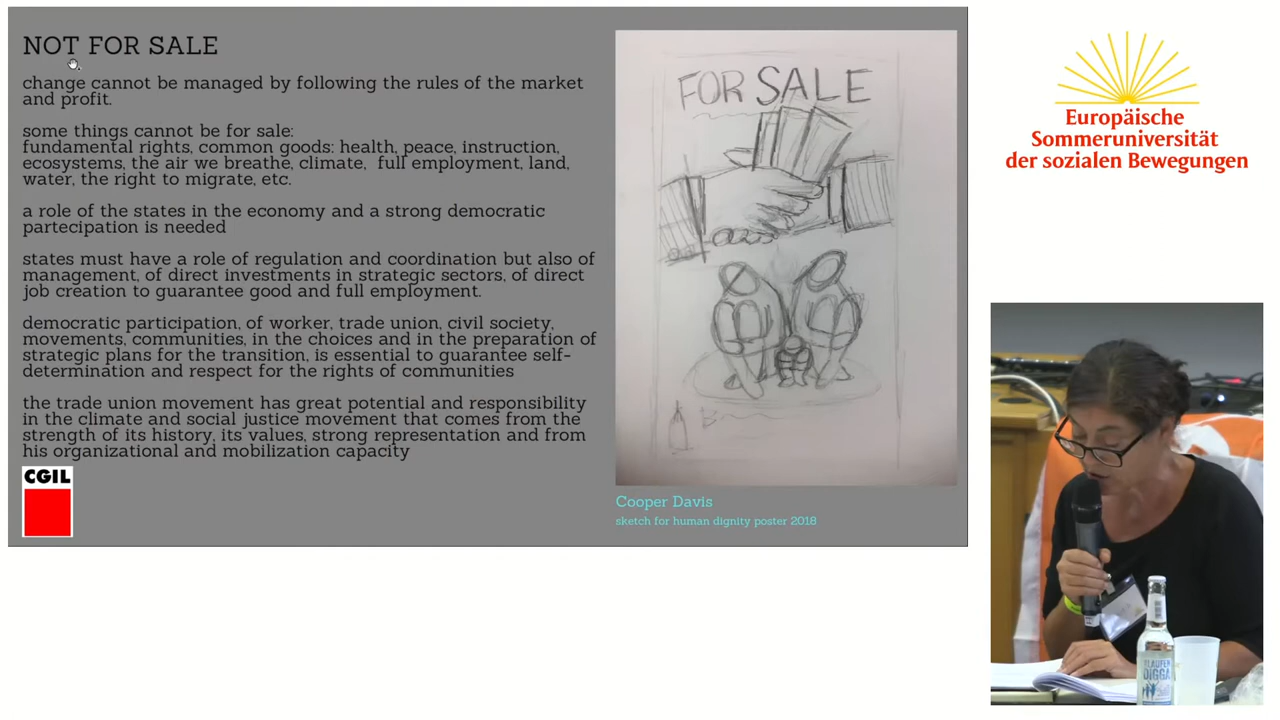 NOT FOR SALE
change cannot be managed by following the rules of the market
and profit.
some things cannot be for sale:
fundamental rights, common goods: health, peace, instruction,
ecosystems, the air we breathe, climate,  full employment, land,
water, the right to migrate, etc.
a role of the states in the economy and a strong democratic
partecipation is needed
states must have a role of regulation and coordination but also of
management, of direct investments in strategic sectors, of direct
job creation to guarantee good and full employment.
democratic participation, of worker, trade union, civil society,
movements, communities, in the choices and in the preparation of
strategic plans for the transition, is essential to guarantee self-
determination and respect for the rights of communities
the trade union movement has great potential and responsibility
in the climate and social justice movement that comes from the
strength of its history, its values, strong representation and from
his organizational and mobilization capacity
CGIL
FOR SALE
Cooper Davis
sketch for human dignity poster 2018
Europäische
Sommeruniversität
der sozialen Bewegungen
DIGGA